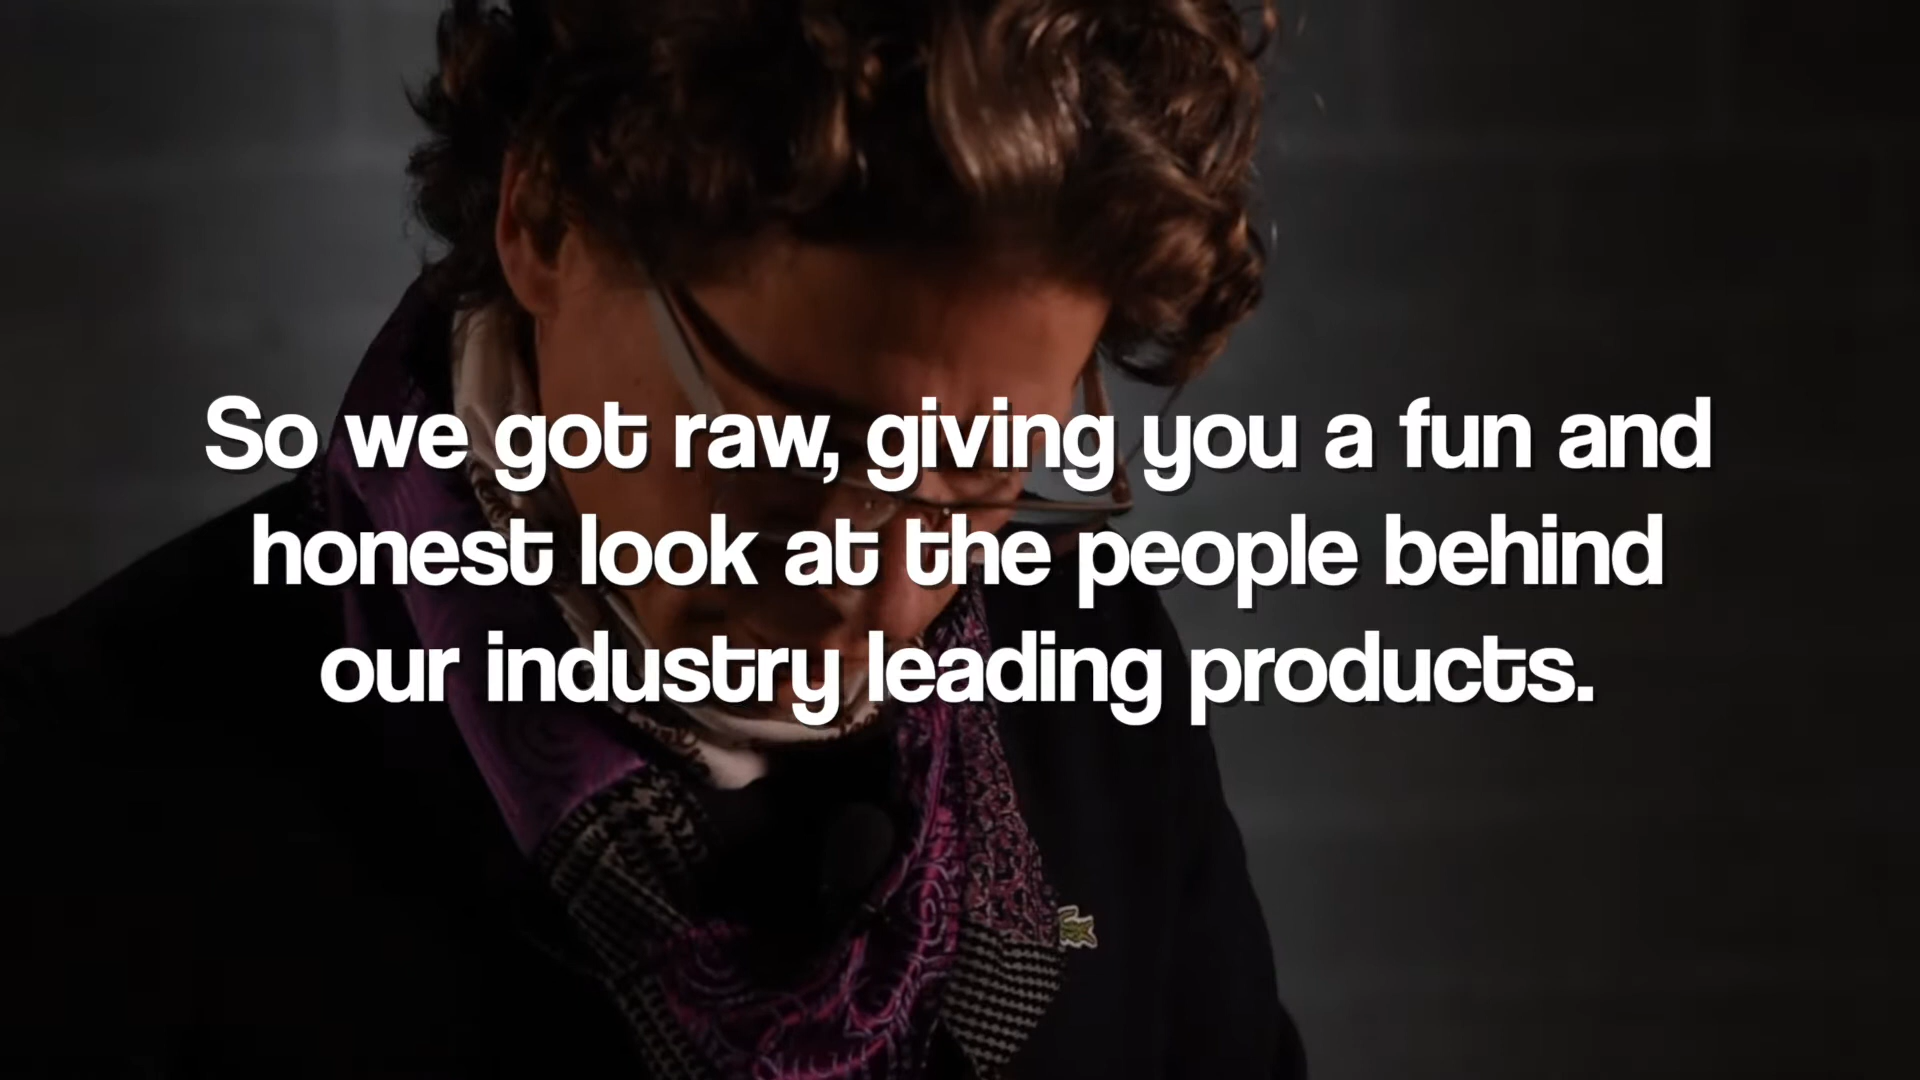 So we got raw, giving you a fun and
honest look at the people behind
our industry leading products.